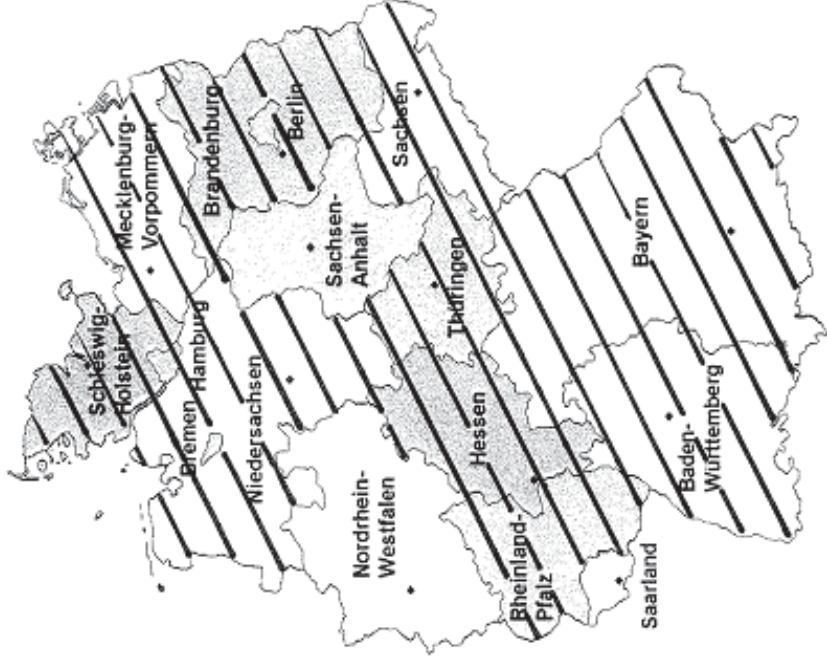 Schleswig-
Holstein
Mecklenburg-
Vorpommern
Hamburg
Bremen
Niedersachsen
Brandenburg
Berlin
Sachsen-
Anhalt
Nordrhein-
Westfalen
Hessen
Thüringen
Sachsen
Rheinland-
Pfalz
Saarland
Baden-
Württemberg
Bayern